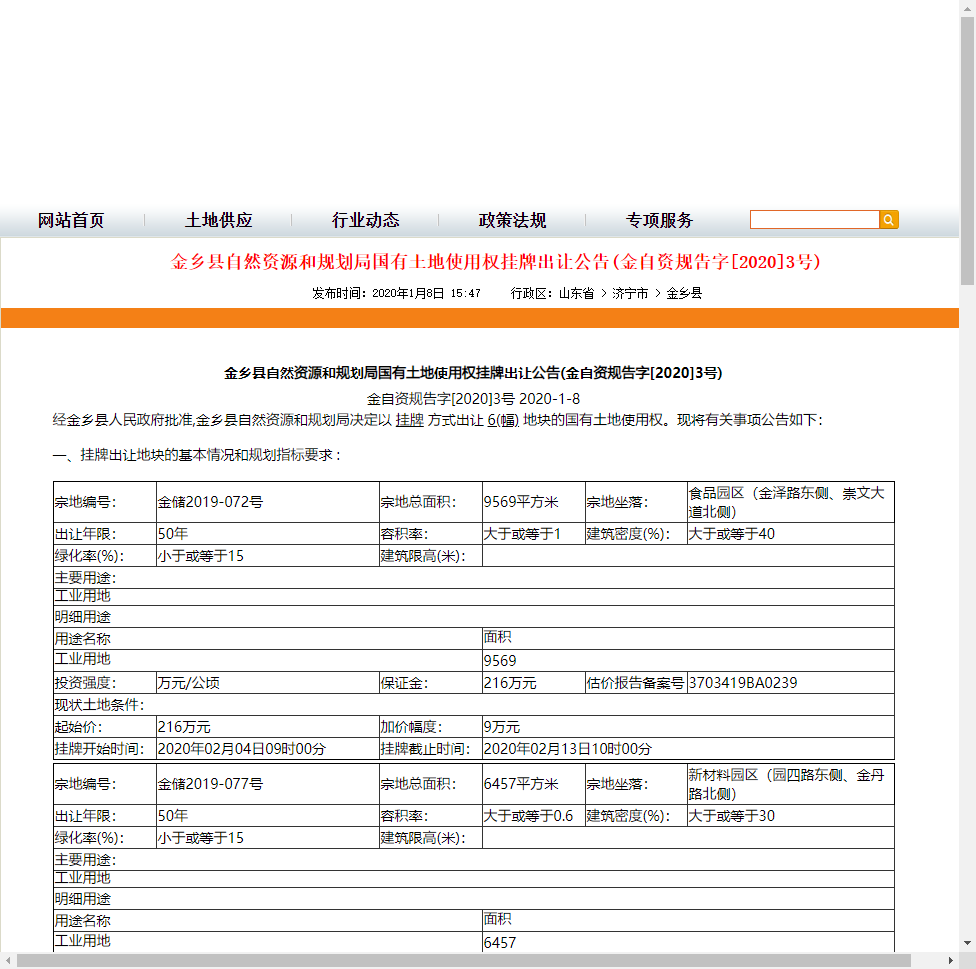 网站首页 土地供应 行业动态 政策法规 专项服务
金乡县自然资源和规划局国有土地使用权挂牌出让公告(金自资规告字[2020]3号)
发布时间：2020年1月8日 15:47 行政区：山东省 > 济宁市 > 金乡县
金乡县自然资源和规划局国有土地使用权挂牌出让公告(金自资规告字[2020]3号)
金自资规告字[2020]3号 2020-1-8
经金乡县人民政府批准,金乡县自然资源和规划局决定以 挂牌 方式出让 6(幅) 地块的国有土地使用权。现将有关事项公告如下：
一、挂牌出让地块的基本情况和规划指标要求：
宗地编号： 金储2019-072号 宗地总面积： 9569平方米 宗地坐落： 食品园区（金泽路东侧、崇文大
道北侧）
出让年限： 50年 容积率： 大于或等于1 建筑密度(%)： 大于或等于40
绿化率(%)： 小于或等于15 建筑限高(米)：
主要用途：
工业用地
明细用途
用途名称 面积
工业用地 9569
投资强度： 万元/公顷 保证金： 216万元 估价报告备案号 3703419BA0239
现状土地条件：
起始价： 216万元 加价幅度： 9万元
挂牌开始时间： 2020年02月04日09时00分 挂牌截止时间： 2020年02月13日10时00分
宗地编号： 金储2019-077号 宗地总面积： 6457平方米 宗地坐落： 新材料园区（园四路东侧、金丹
路北侧）
出让年限： 50年 容积率： 大于或等于0.6 建筑密度(%)： 大于或等于30
绿化率(%)： 小于或等于15 建筑限高(米)：
主要用途：
工业用地
明细用途
用途名称 面积
工业用地 6457